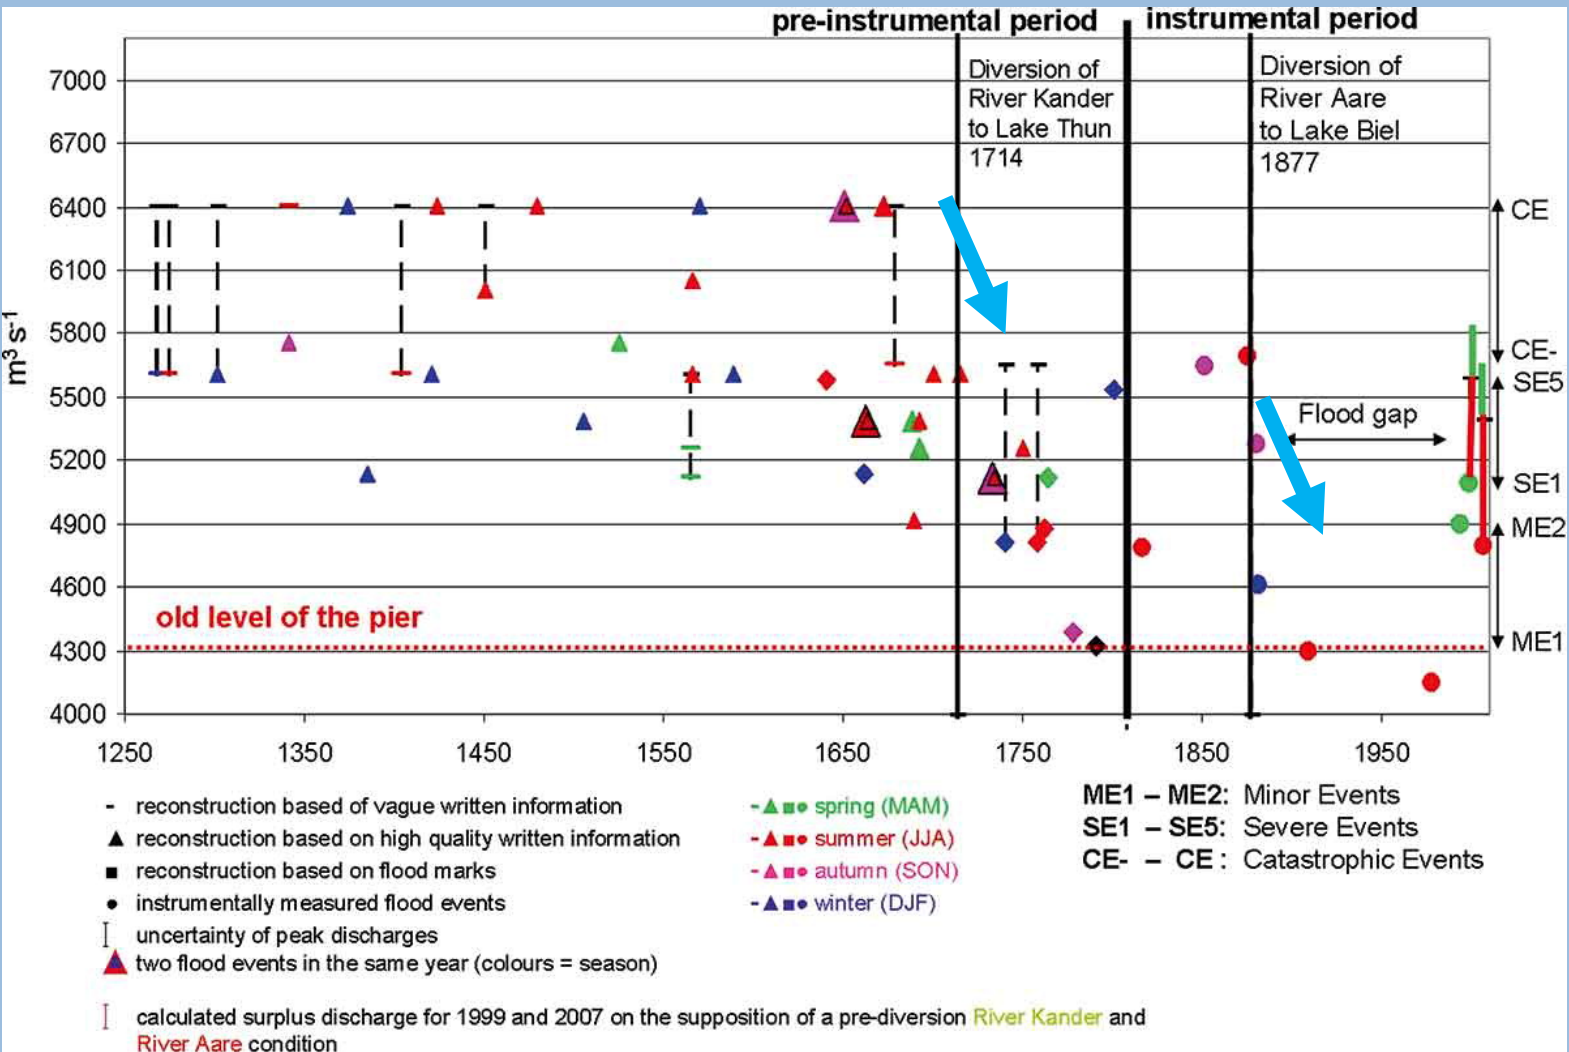 pre-instrumental period
instrumental period
Diversion of
River Kander
to Lake Thun
1714
Diversion of
River Aare
to Lake Biel
1877
7000
6700
6400
6100
5800
5500
5200
4900
4600
4300
4000
m³ s⁻¹
CE
CE-
SE5
SE1
ME2
ME1
Flood gap
old level of the pier
1250 1350 1450 1550 1650 1750 1850 1950
- reconstruction based of vague written information
reconstruction based on high quality written information
reconstruction based on flood marks
instrumentally measured flood events
uncertainty of peak discharges
two flood events in the same year (colours = season)
calculated surplus discharge for 1999 and 2007 on the supposition of a pre-diversion River Kander and
River Aare condition
spring (MAM)
summer (JJA)
autumn (SON)
winter (DJF)
ME1 – ME2: Minor Events
SE1 – SE5: Severe Events
CE- – CE : Catastrophic Events